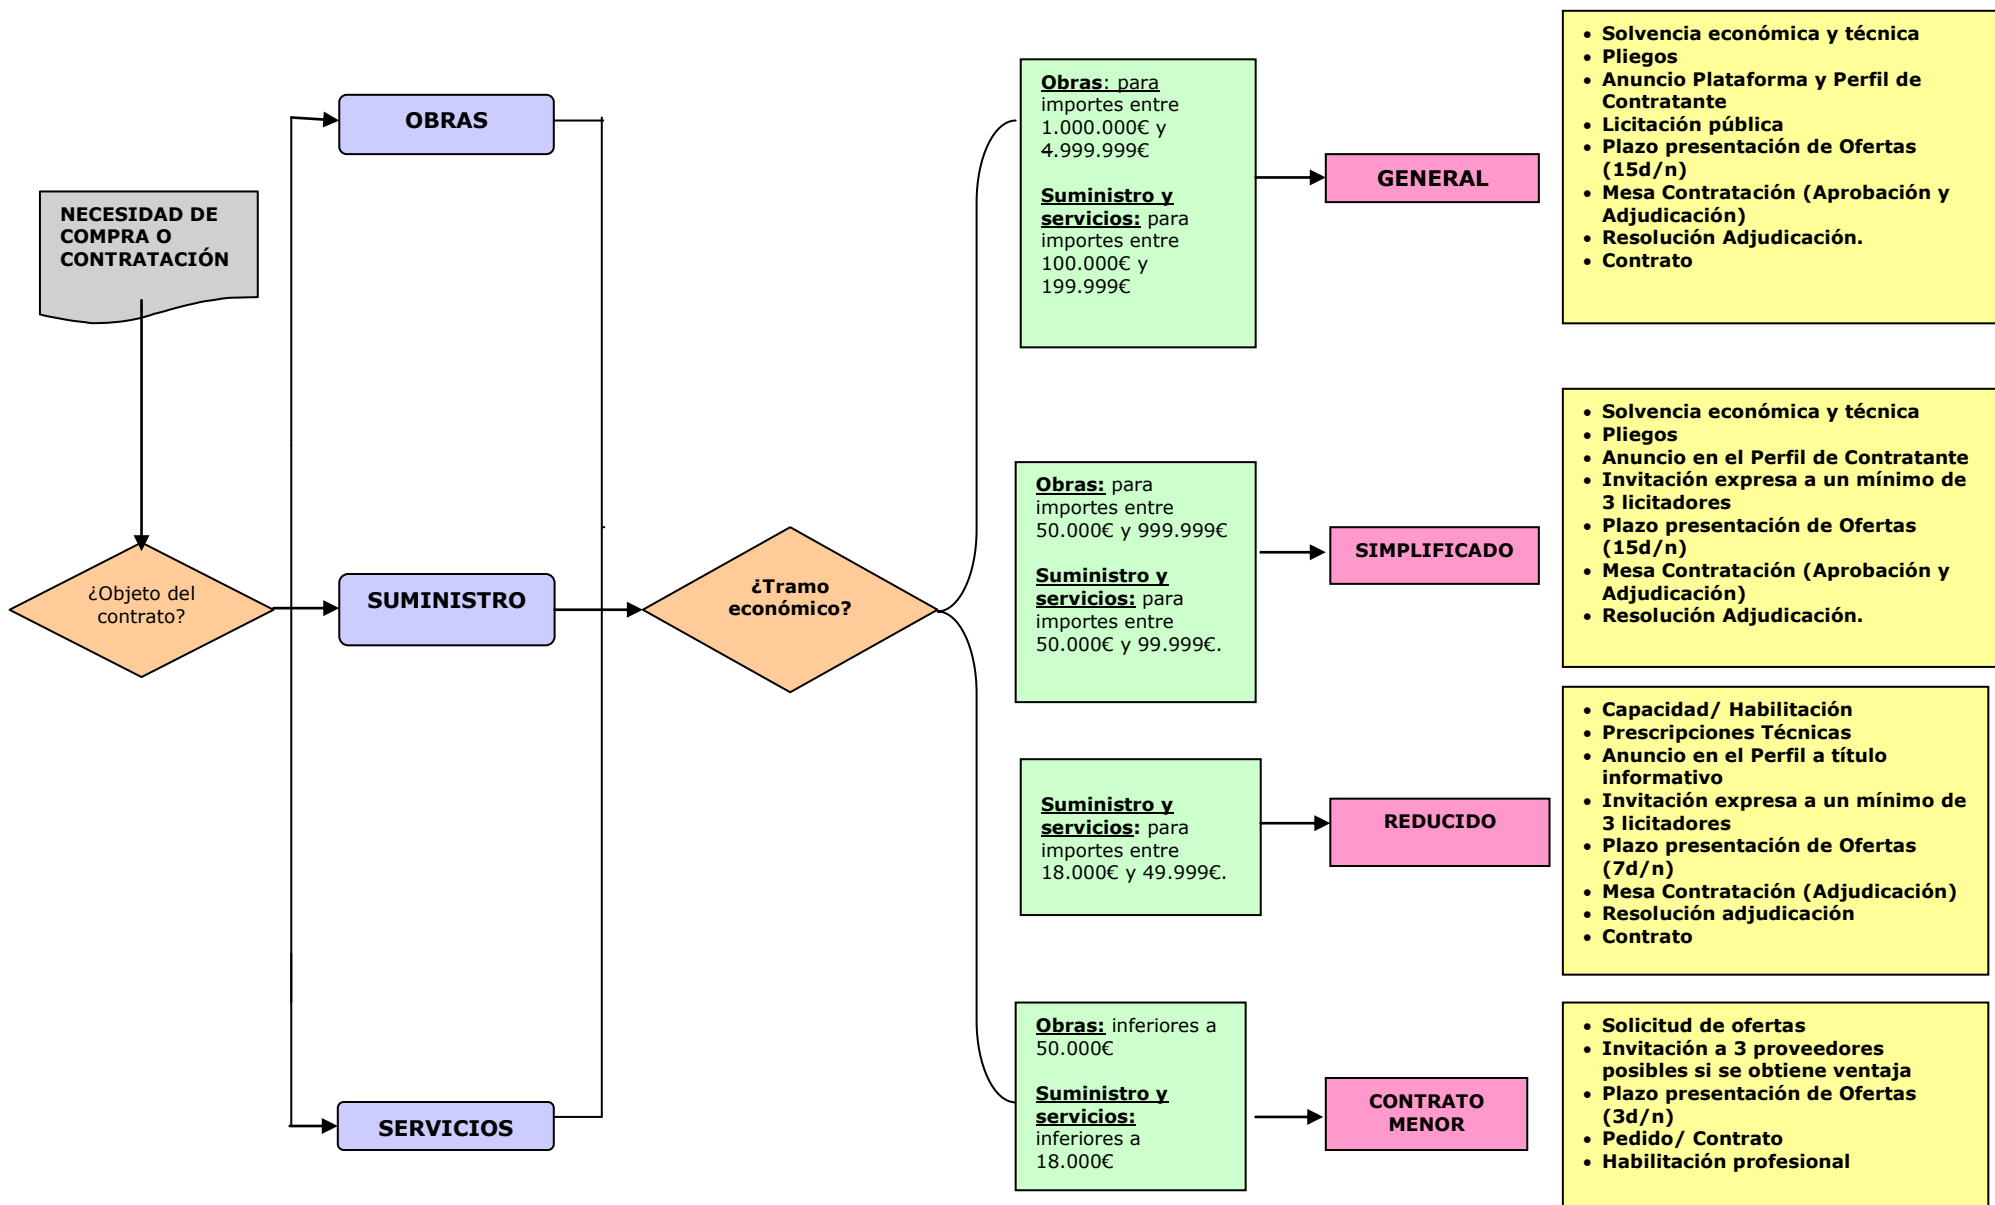 NECESIDAD DE
COMPRA O
CONTRATACIÓN
¿Objeto del
contrato?
OBRAS
SUMINISTRO
SERVICIOS
¿Tramo
económico?
Obras: para
importes entre
1.000.000€ y
4.999.999€
Suministro y
servicios: para
importes entre
100.000€ y
199.999€
GENERAL
• Solvencia económica y técnica
• Pliegos
• Anuncio Plataforma y Perfil de
Contratante
• Licitación pública
• Plazo presentación de Ofertas
(15d/n)
• Mesa Contratación (Aprobación y
Adjudicación)
• Resolución Adjudicación.
• Contrato
Obras: para
importes entre
50.000€ y 999.999€
Suministro y
servicios: para
importes entre
50.000€ y 99.999€.
SIMPLIFICADO
• Solvencia económica y técnica
• Pliegos
• Anuncio en el Perfil de Contratante
• Invitación expresa a un mínimo de
3 licitadores
• Plazo presentación de Ofertas
(15d/n)
• Mesa Contratación (Aprobación y
Adjudicación)
• Resolución Adjudicación.
Suministro y
servicios: para
importes entre
18.000€ y 49.999€.
REDUCIDO
• Capacidad/ Habilitación
• Prescripciones Técnicas
• Anuncio en el Perfil a título
informativo
• Invitación expresa a un mínimo de
3 licitadores
• Plazo presentación de Ofertas
(7d/n)
• Mesa Contratación (Adjudicación)
• Resolución adjudicación
• Contrato
Obras: inferiores a
50.000€
Suministro y
servicios:
inferiores a
18.000€
CONTRATO
MENOR
• Solicitud de ofertas
• Invitación a 3 proveedores
posibles si se obtiene ventaja
• Plazo presentación de Ofertas
(3d/n)
• Pedido/ Contrato
• Habilitación profesional